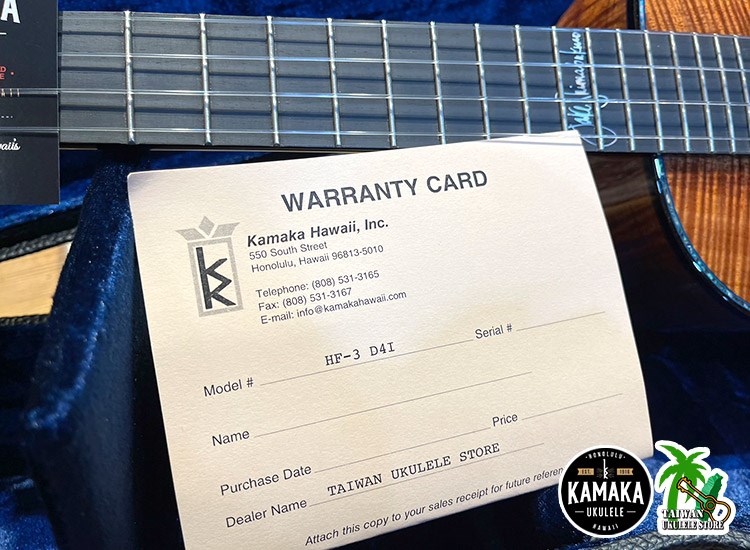 A
WARRANTY CARD
Kamaka Hawaii, Inc.
550 South Street
Honolulu, Hawaii 96813-5010
Telephone: (808) 531-3165
Fax: (808) 531-3167
E-mail: info@kamakahawaii.com
Model # HF-3 D4I Serial #
Name
Purchase Date Price
Dealer Name TAIWAN UKULELE STORE
Attach this copy to your sales receipt for future
HONOLULU
EST. 1916
KAMAKA
UKULELE
HAWAII
TAIWAN
UKULELE STORE